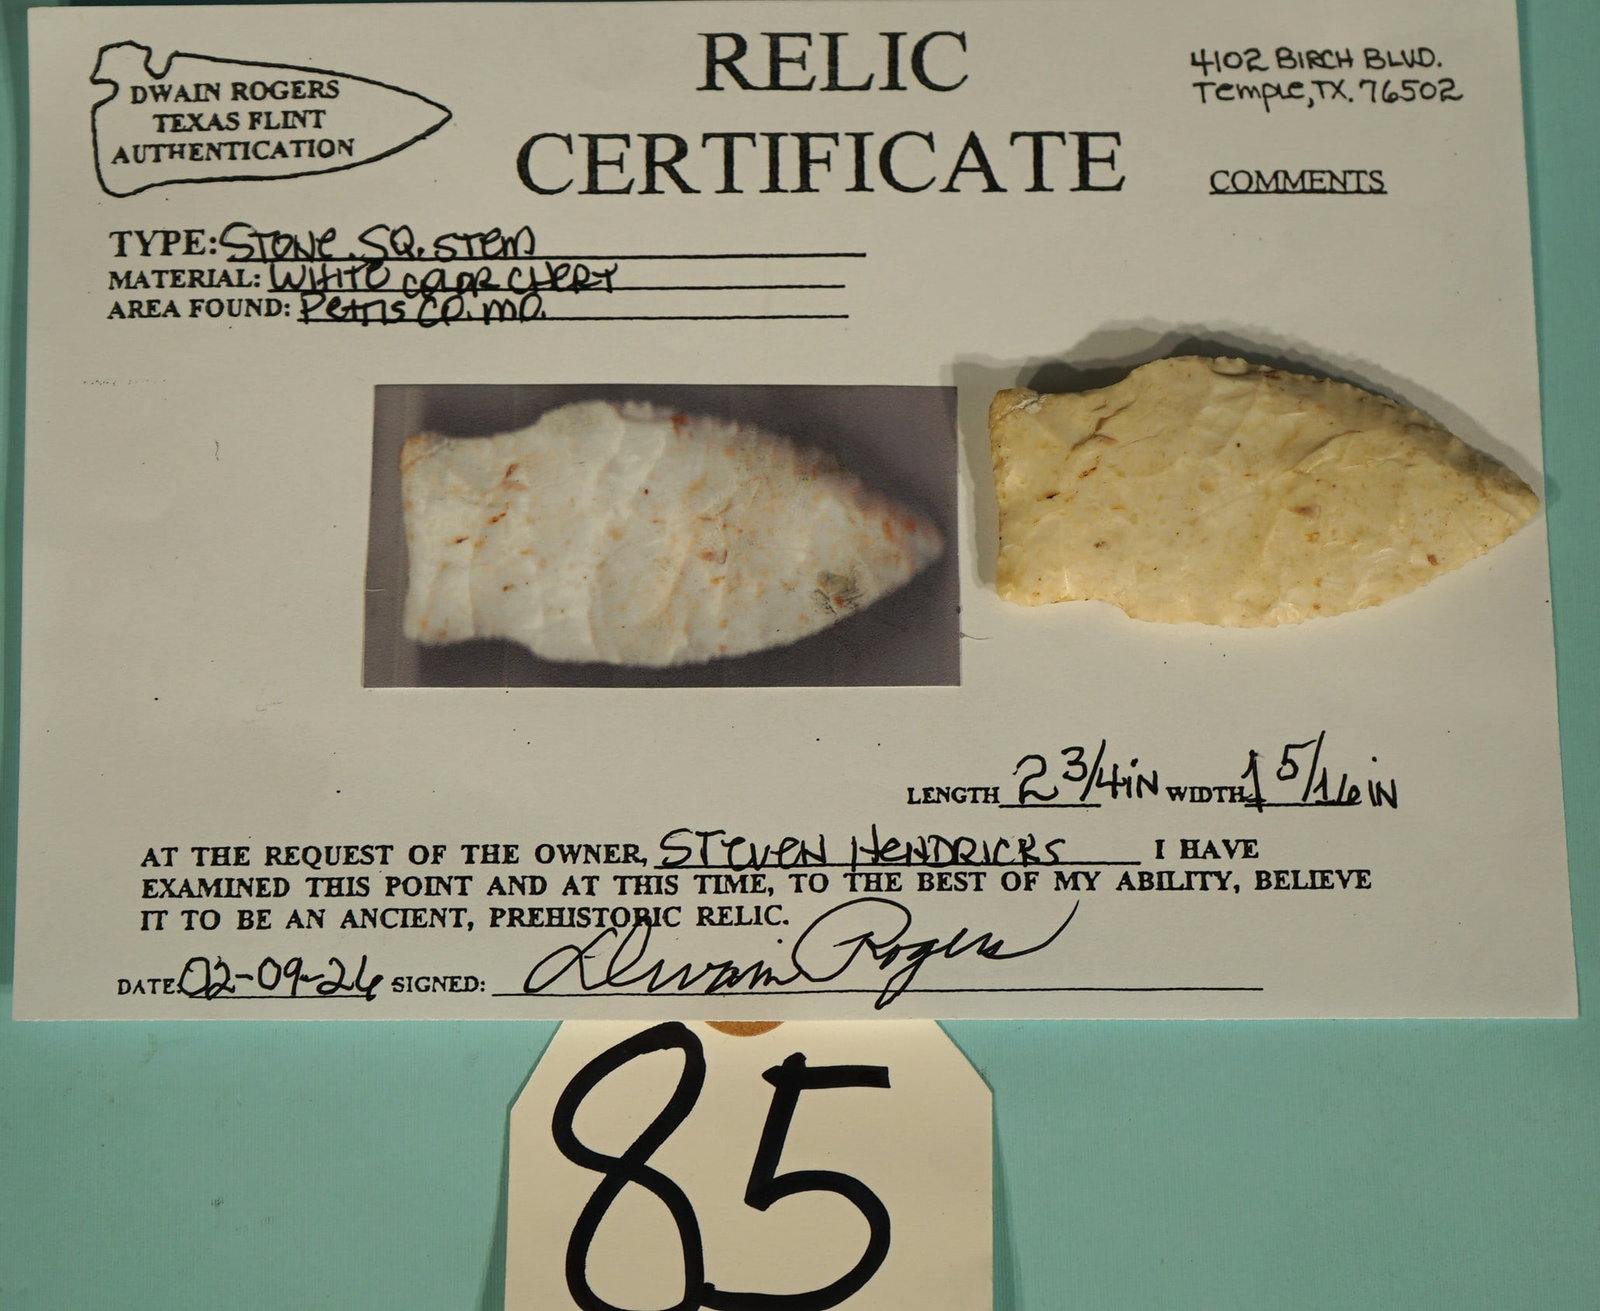 DWAIN ROGERS
TEXAS FLINT
AUTHENTICATION
RELIC
CERTIFICATE
4102 BIRCH BLVD.
Temple, TX. 76502
COMMENTS
TYPE: STONE SQ. STEM
MATERIAL: WHITE COLOR CHERT
AREA FOUND: Pettis CO. MO.
LENGTH 2 3/4 IN WIDTH 1 5/16 IN
AT THE REQUEST OF THE OWNER, STEVEN HENDRICKS I HAVE
EXAMINED THIS POINT AND AT THIS TIME, TO THE BEST OF MY ABILITY, BELIEVE
IT TO BE AN ANCIENT, PREHISTORIC RELIC.
DATE: 02-09-26 SIGNED: Dwain Rogers
85